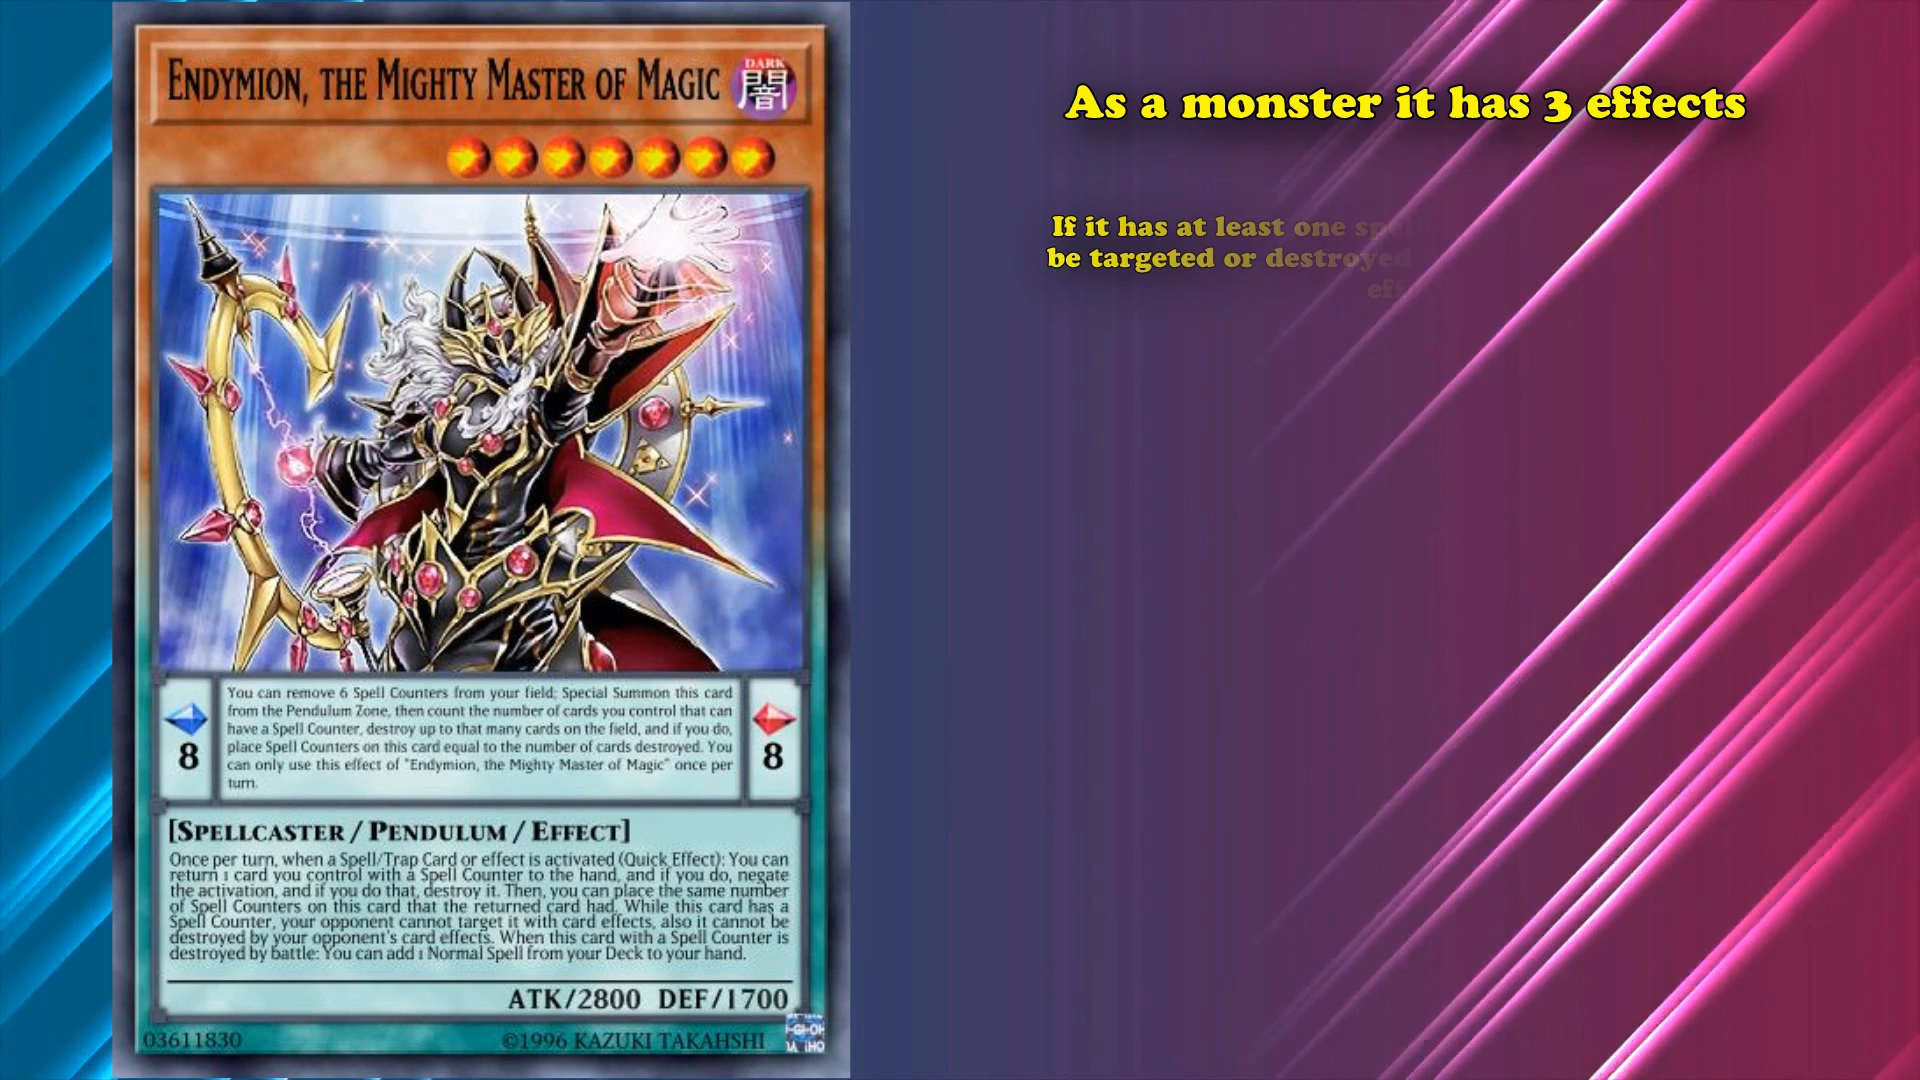 ENDYMION, THE MIGHTY MASTER OF MAGIC
DARK
闇
You can remove 6 Spell Counters from your field; Special Summon this card
from the Pendulum Zone, then count the number of cards you control that can
have a Spell Counter, destroy up to that many cards on the field, and if you do,
place Spell Counters on this card equal to the number of cards destroyed. You
can only use this effect of "Endymion, the Mighty Master of Magic" once per
turn.
8
8
[SPELLCASTER / PENDULUM / EFFECT]
Once per turn, when a Spell/Trap Card or effect is activated (Quick Effect): You can
return 1 card you control with a Spell Counter to the hand, and if you do, negate
the activation, and if you do that, destroy it. Then, you can place the same number
of Spell Counters on this card that the returned card had. While this card has a
Spell Counter, your opponent cannot target it with card effects, also it cannot be
destroyed by your opponent's card effects. When this card with a Spell Counter is
destroyed by battle: You can add 1 Normal Spell from your Deck to your hand.
ATK/2800 DEF/1700
03611830
©1996 KAZUKI TAKAHSHI
As a monster it has 3 effects
If it has at least one
be targeted or destroyed